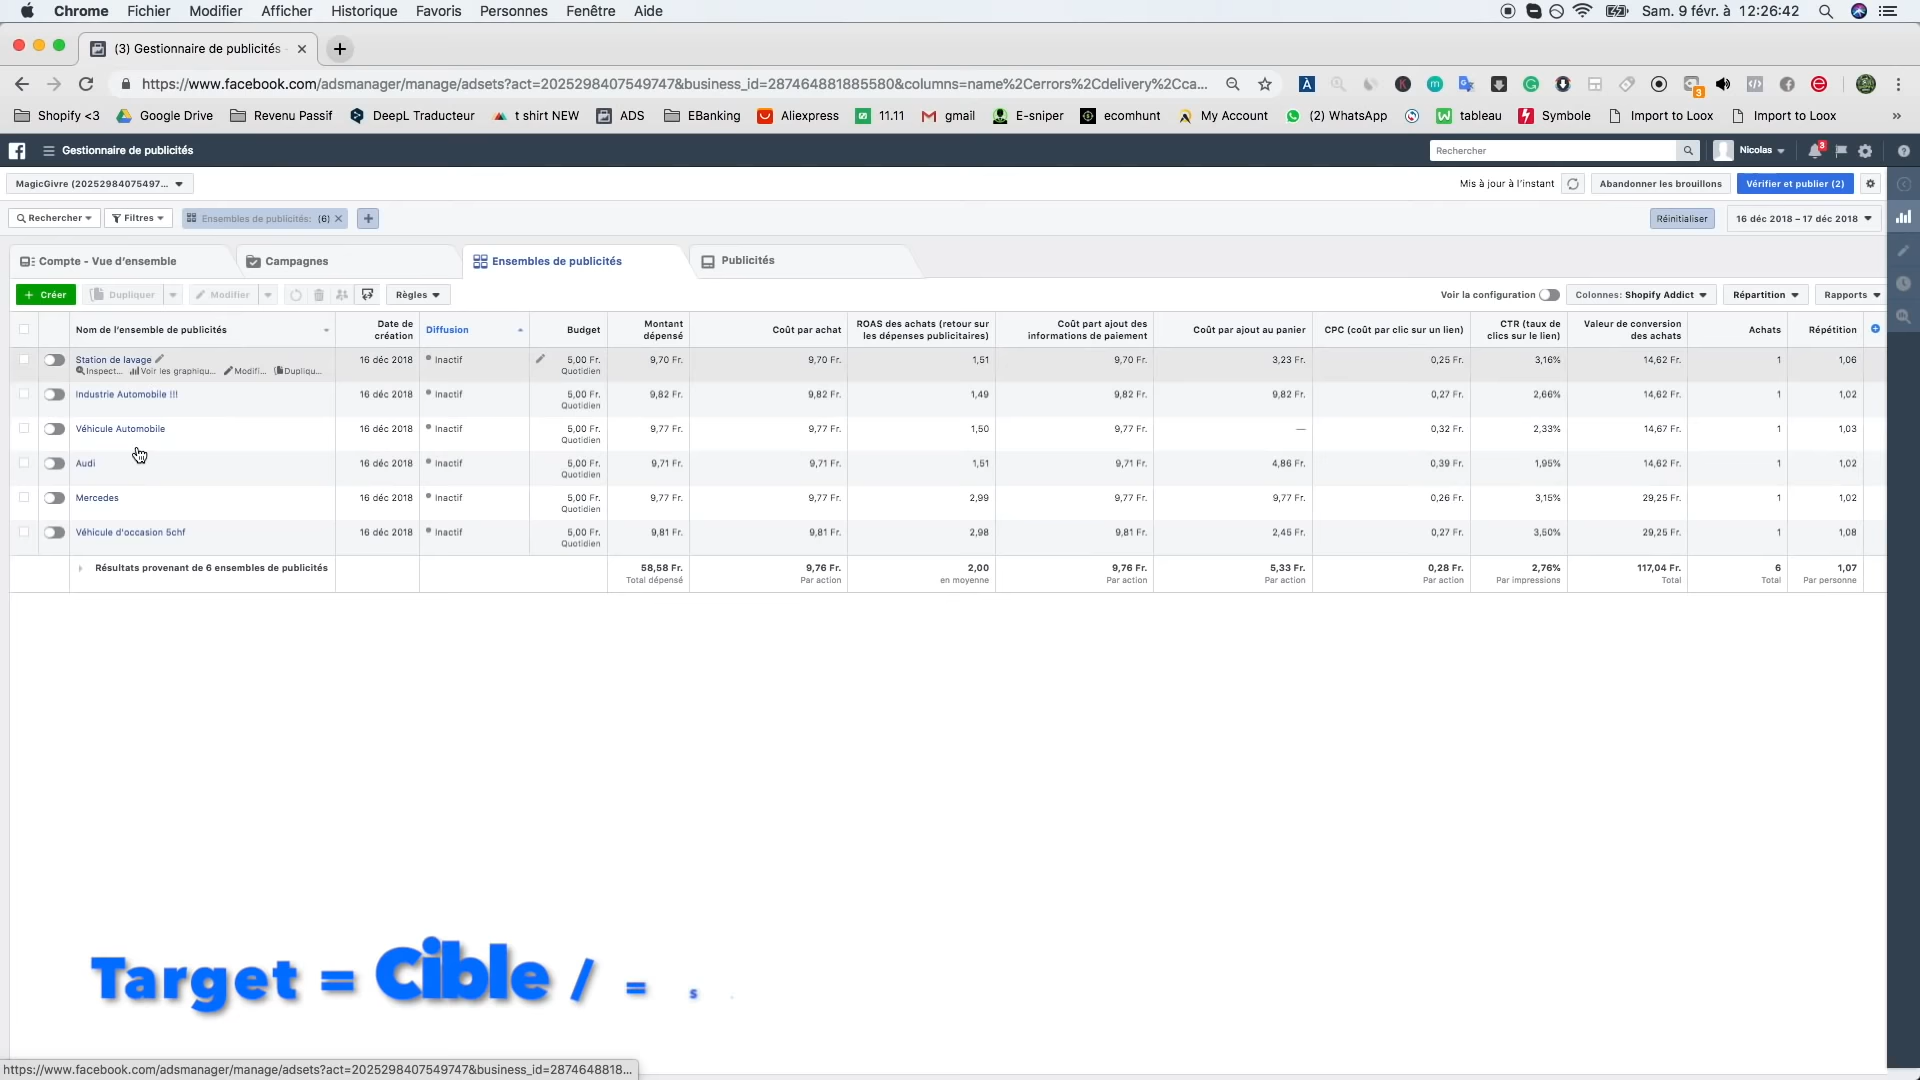 Chrome Fichier Modifier Afficher Historique Favoris Personnes Fenêtre Aide Sam. 9 févr. à 12:26:42
(3) Gestionnaire de publicités
https://www.facebook.com/adsmanager/manage/adsets?act=2025298407549747&business_id=287464881885580&columns=name%2Cerrors%2Cdelivery%2Cca...
Shopify <3 Google Drive Revenu Passif DeepL Traducteur t shirt NEW ADS EBanking Aliexpress 11.11 gmail E-sniper ecomhunt My Account (2) WhatsApp tableau Symbole Import to Loox Import to Loox »
Gestionnaire de publicités Rechercher Nicolas 3
MagicGivre (20252984075497... Mis à jour à l'instant Abandonner les brouillons Vérifier et publier (2)
Rechercher Filtres Ensembles de publicités: (6) Réinitialiser 16 déc 2018 – 17 déc 2018
Compte - Vue d'ensemble Campagnes Ensembles de publicités Publicités
+ Créer Dupliquer Modifier Règles Voir la configuration Colonnes: Shopify Addict Répartition Rapports
Nom de l'ensemble de publicités Date de création Diffusion Budget Montant dépensé Coût par achat ROAS des achats (retour sur les dépenses publicitaires) Coût part ajout des informations de paiement Coût par ajout au panier CPC (coût par clic sur un lien) CTR (taux de clics sur le lien) Valeur de conversion des achats Achats Répétition
Station de lavage 16 déc 2018 Inactif 5,00 Fr. 9,70 Fr. 9,70 Fr. 1,51 9,70 Fr. 3,23 Fr. 0,25 Fr. 3,16% 14,62 Fr. 1 1,06
Inspect... Voir les graphiqu... Modifi... Dupliqu... Quotidien
Industrie Automobile !!! 16 déc 2018 Inactif 5,00 Fr. 9,82 Fr. 9,82 Fr. 1,49 9,82 Fr. 9,82 Fr. 0,27 Fr. 2,66% 14,62 Fr. 1 1,02
Quotidien
Véhicule Automobile 16 déc 2018 Inactif 5,00 Fr. 9,77 Fr. 9,77 Fr. 1,50 9,77 Fr. — 0,32 Fr. 2,33% 14,67 Fr. 1 1,03
Quotidien
Audi 16 déc 2018 Inactif 5,00 Fr. 9,71 Fr. 9,71 Fr. 1,51 9,71 Fr. 4,86 Fr. 0,39 Fr. 1,95% 14,62 Fr. 1 1,02
Quotidien
Mercedes 16 déc 2018 Inactif 5,00 Fr. 9,77 Fr. 9,77 Fr. 2,99 9,77 Fr. 9,77 Fr. 0,26 Fr. 3,15% 29,25 Fr. 1 1,02
Quotidien
Véhicule d'occasion 5chf 16 déc 2018 Inactif 5,00 Fr. 9,81 Fr. 9,81 Fr. 2,98 9,81 Fr. 2,45 Fr. 0,27 Fr. 3,50% 29,25 Fr. 1 1,08
Quotidien
Résultats provenant de 6 ensembles de publicités 58,58 Fr. 9,76 Fr. 2,00 9,76 Fr. 5,33 Fr. 0,28 Fr. 2,76% 117,04 Fr. 6 1,07
Total dépensé Par action en moyenne Par action Par action Par action Par impressions Total Total Par personne
Target = Cible / = s
https://www.facebook.com/adsmanager/manage/adsets?act=2025298407549747&business_id=2874648818...